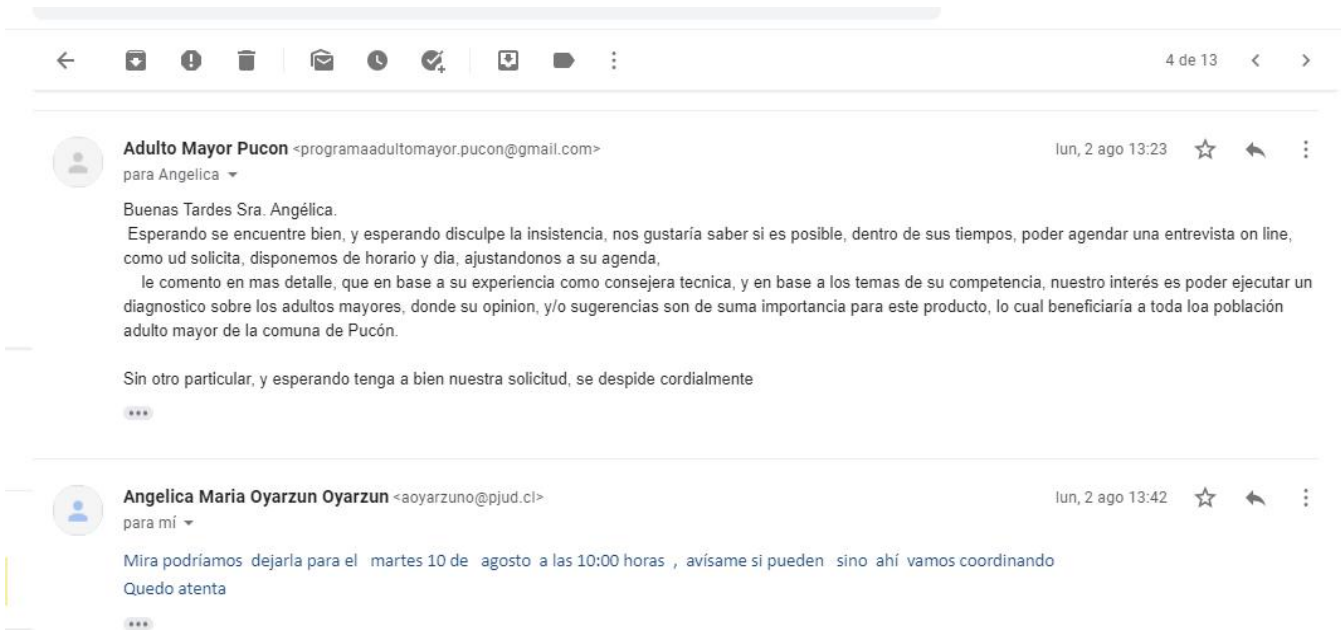 4 de 13
Adulto Mayor Pucon <programaadultomayor.pucon@gmail.com>
lun, 2 ago 13:23
para Angelica
Buenas Tardes Sra. Angélica.
Esperando se encuentre bien, y esperando disculpe la insistencia, nos gustaría saber si es posible, dentro de sus tiempos, poder agendar una entrevista on line,
como ud solicita, disponemos de horario y dia, ajustandonos a su agenda,
le comento en mas detalle, que en base a su experiencia como consejera tecnica, y en base a los temas de su competencia, nuestro interés es poder ejecutar un
diagnostico sobre los adultos mayores, donde su opinion, y/o sugerencias son de suma importancia para este producto, lo cual beneficiaría a toda loa población
adulto mayor de la comuna de Pucón.
Sin otro particular, y esperando tenga a bien nuestra solicitud, se despide cordialmente
Angelica Maria Oyarzun Oyarzun <aoyarzuno@pjud.cl>
lun, 2 ago 13:42
para mí
Mira podríamos dejarla para el martes 10 de agosto a las 10:00 horas , avísame si pueden sino ahí vamos coordinando
Quedo atenta